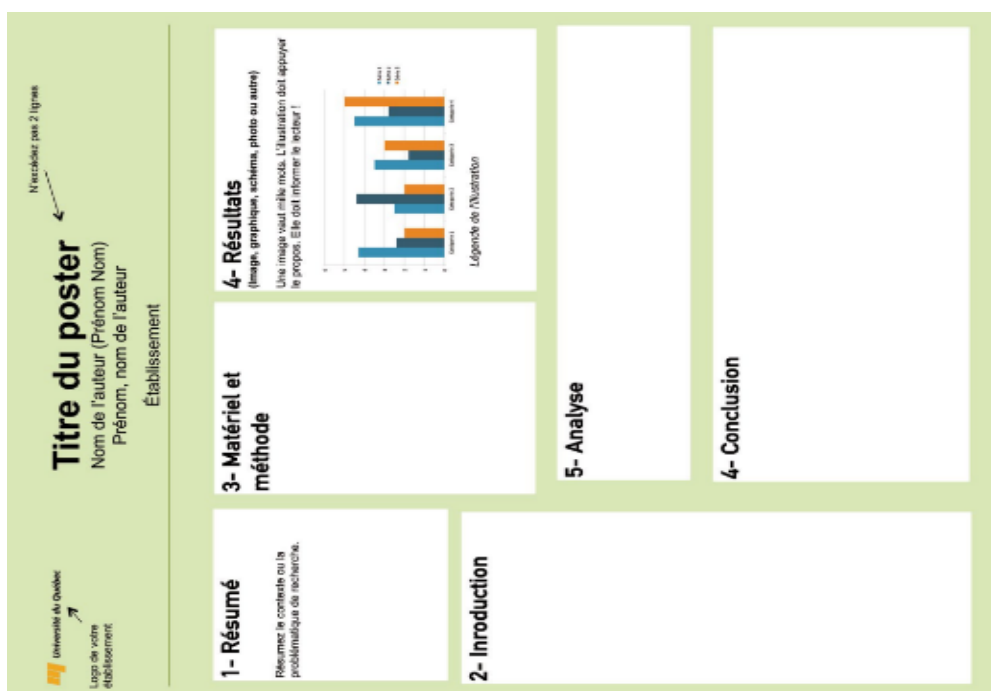 Université du Québec
Logo de votre
établissement
N'excédez pas 2 lignes
Titre du poster
Nom de l'auteur (Prénom Nom)
Prénom, nom de l'auteur
Établissement
1- Résumé
Résumez le contexte ou la
problématique de recherche.
2- Inroduction
3- Matériel et
méthode
4- Résultats
(Image, graphique, schéma, photo ou autre)
Une image vaut mille mots. L'illustration doit appuyer
le propos. Elle doit informer le lecteur !
Légende de l'illustration
5- Analyse
4- Conclusion